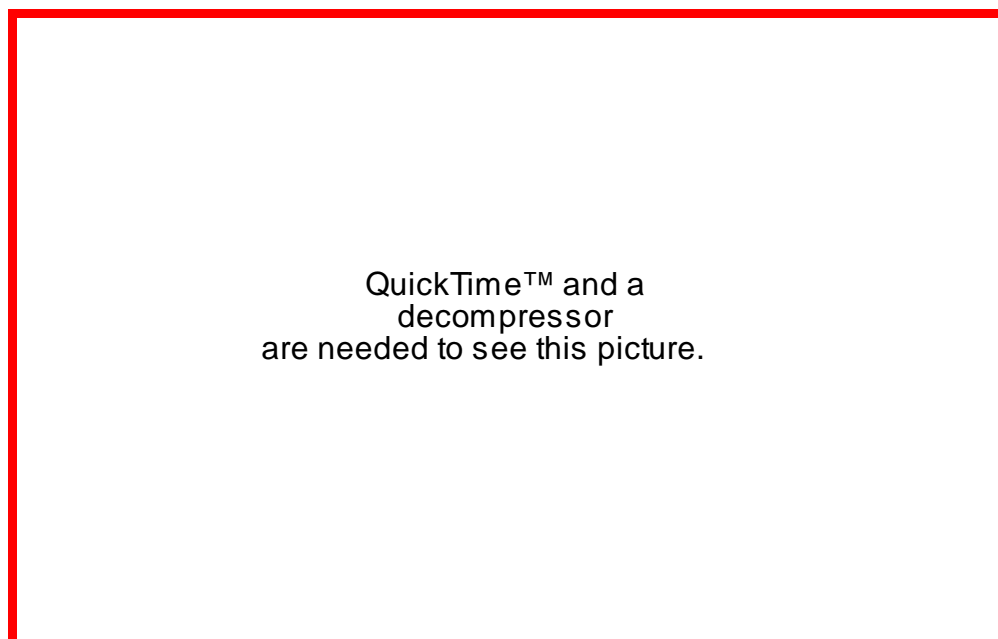 QuickTime™ and a
decompressor
are needed to see this picture.